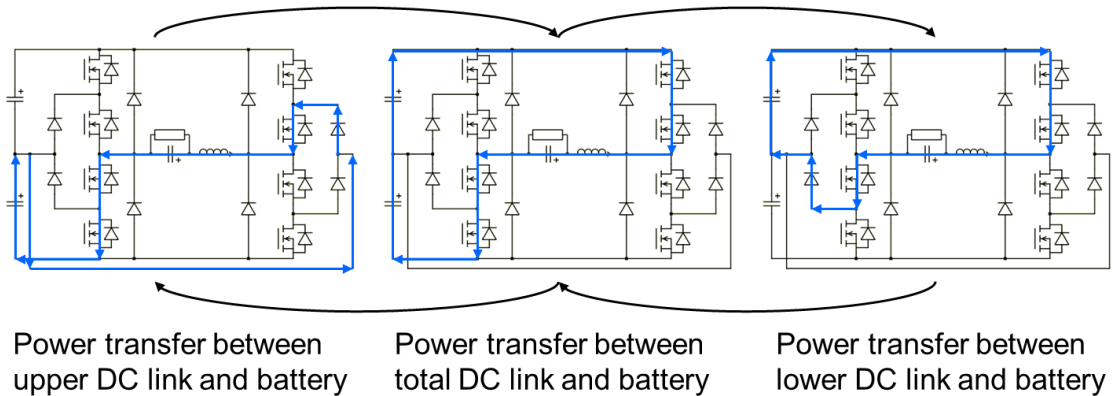 Power transfer between
upper DC link and battery
Power transfer between
total DC link and battery
Power transfer between
lower DC link and battery